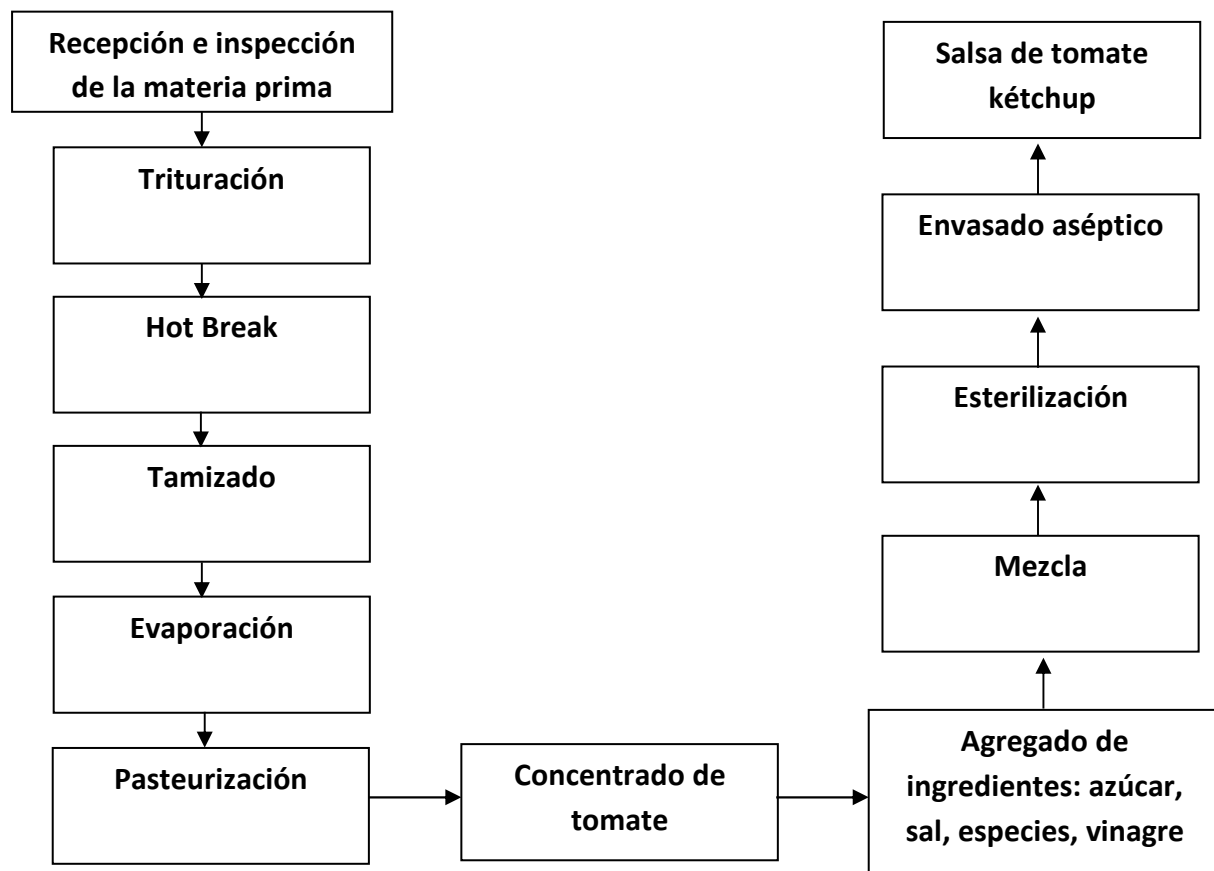 Recepción e inspección
de la materia prima
Trituración
Hot Break
Tamizado
Evaporación
Pasteurización
Concentrado de
tomate
Agregado de
ingredientes: azúcar,
sal, especies, vinagre
Mezcla
Esterilización
Envasado aséptico
Salsa de tomate
kétchup